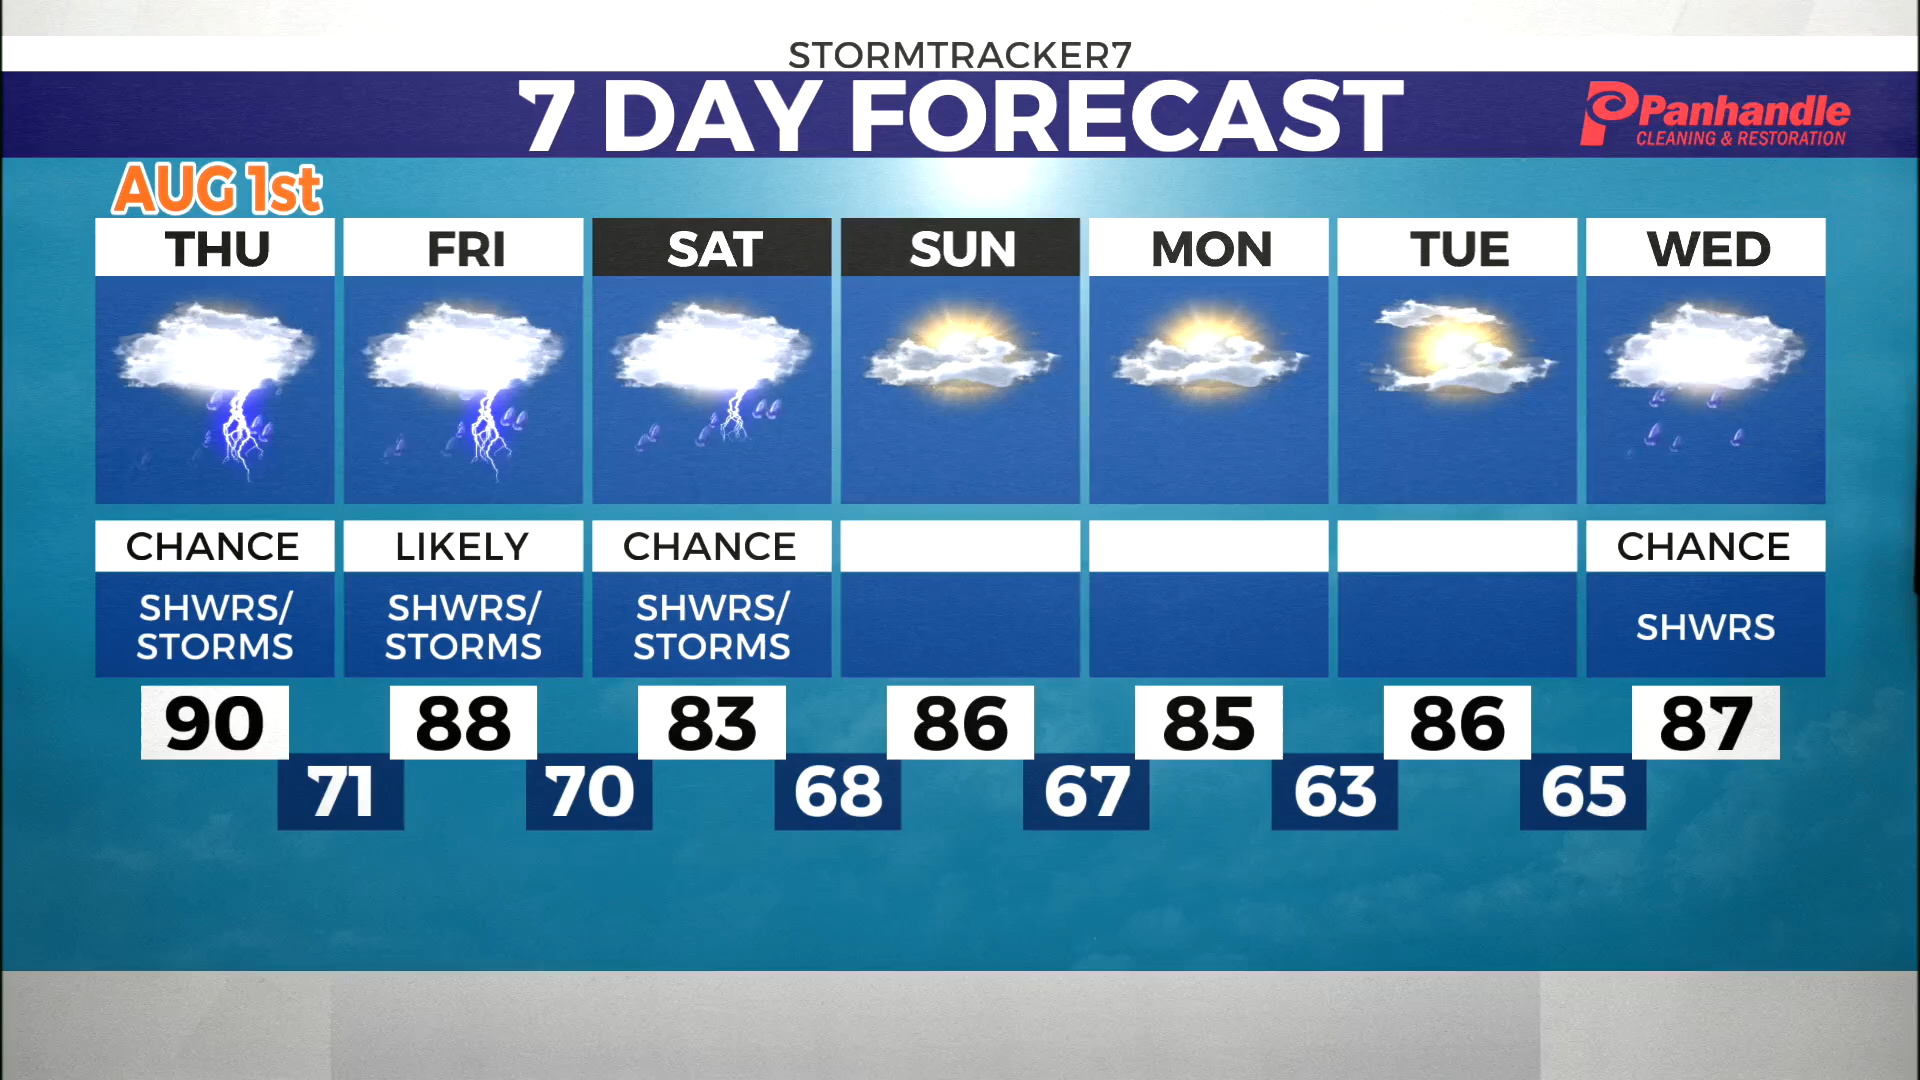 STORMTRACKER7
7 DAY FORECAST
Panhandle
CLEANING & RESTORATION
AUG 1st
THU FRI SAT SUN MON TUE WED
CHANCE LIKELY CHANCE CHANCE
SHWRS/ SHWRS/ SHWRS/ SHWRS
STORMS STORMS STORMS
90 88 83 86 85 86 87
71 70 68 67 63 65